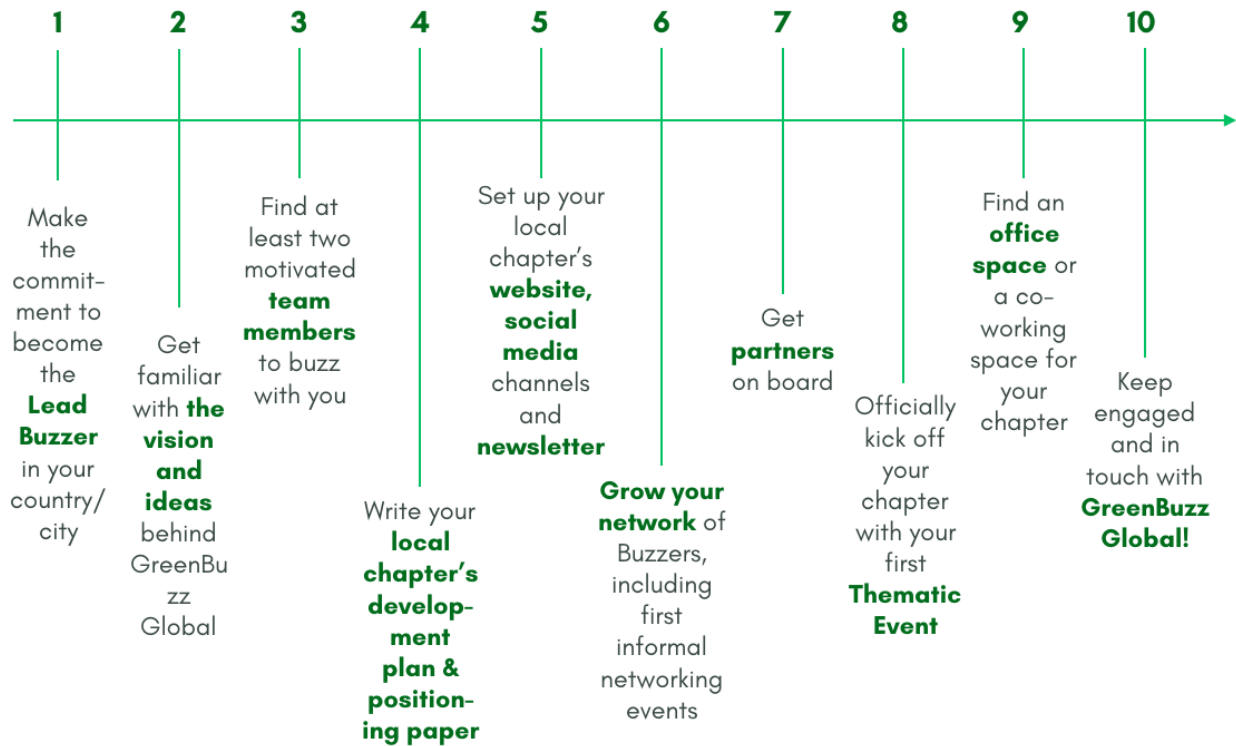 1 2 3 4 5 6 7 8 9 10
Make
the
commit-
ment to
become
the
Lead
Buzzer
in your
country/
city
Get
familiar
with the
vision
and
ideas
behind
GreenBu
zz
Global
Find at
least two
motivated
team
members
to buzz
with you
Write your
local
chapter's
develop-
ment
plan &
position-
ing paper
Set up your
local
chapter's
website,
social
media
channels
and
newsletter
Grow your
network of
Buzzers,
including
first
informal
networking
events
Get
partners
on board
Officially
kick off
your
chapter
with your
first
Thematic
Event
Find an
office
space or
a co-
working
space for
your
chapter
Keep
engaged
and in
touch with
GreenBuzz
Global!